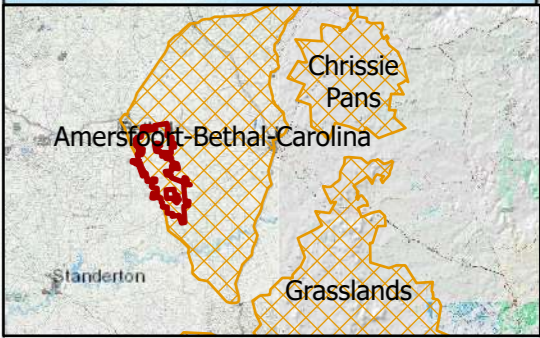 Chrissie
Pans
Amersfoort-Bethal-Carolina
Standerton
Grasslands